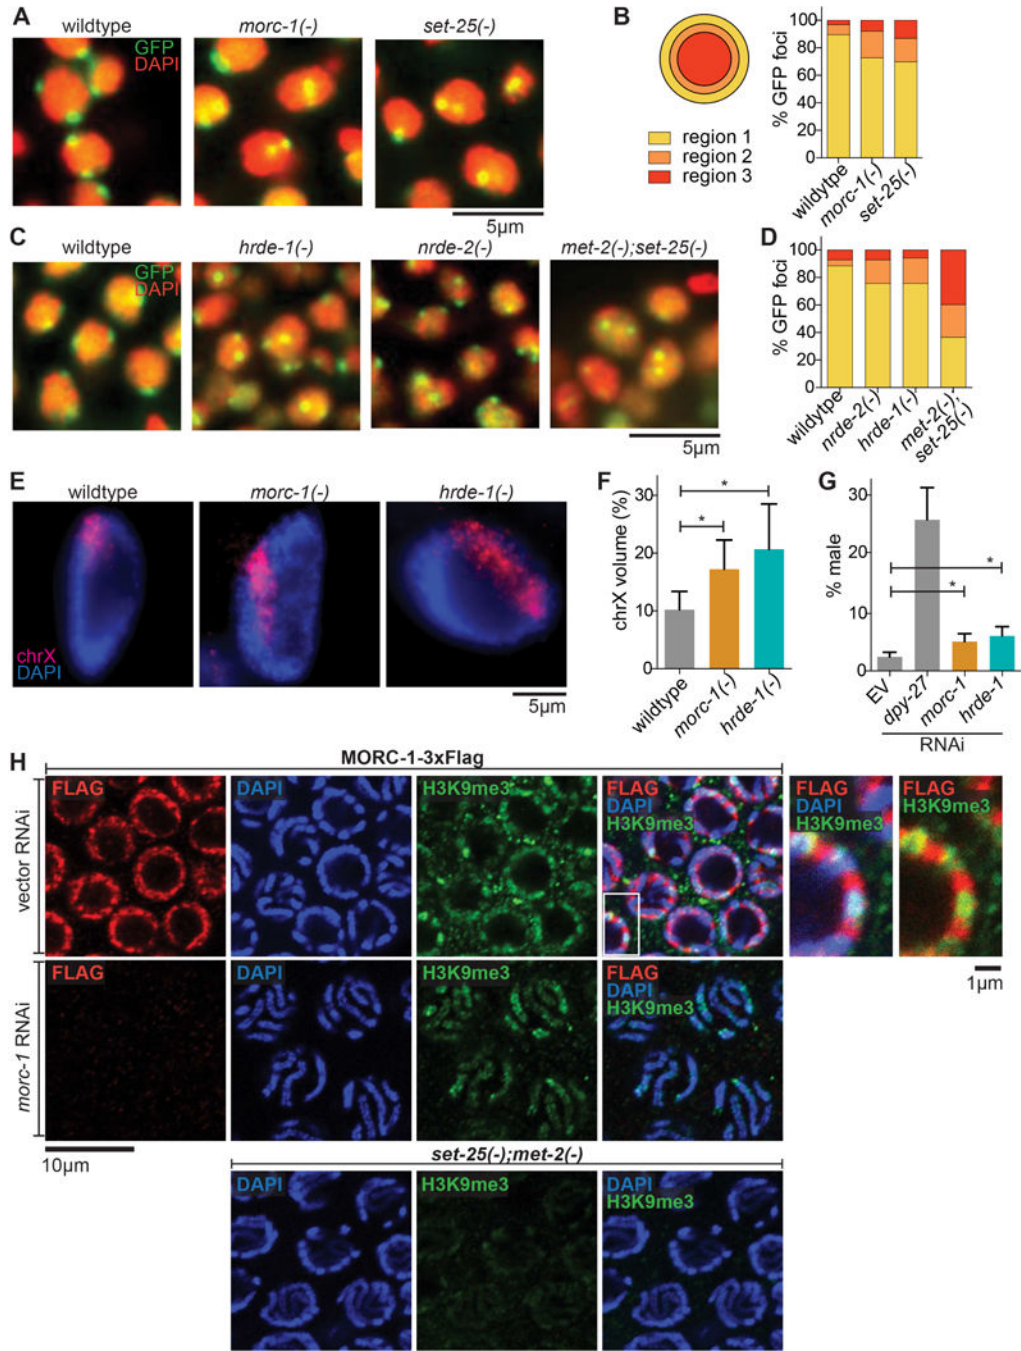 A
wildtype
morc-1(-)
set-25(-)
GFP
DAPI
5µm
B
region 1
region 2
region 3
% GFP foci
100
80
60
40
20
0
wildytpe
morc-1(-)
set-25(-)
C
wildtype
hrde-1(-)
nrde-2(-)
met-2(-);set-25(-)
GFP
DAPI
5µm
D
% GFP foci
100
80
60
40
20
0
wildytpe
nrde-2(-)
hrde-1(-)
met-2(-);
set-25(-)
E
wildtype
morc-1(-)
hrde-1(-)
chrX
DAPI
5µm
F
chrX volume (%)
30
20
10
0
*
*
wildtype
morc-1(-)
hrde-1(-)
G
% male
30
20
10
0
*
*
EV
dpy-27
morc-1
hrde-1
RNAi
H
MORC-1-3xFlag
vector RNAi
FLAG
DAPI
H3K9me3
FLAG
DAPI
H3K9me3
FLAG
DAPI
H3K9me3
FLAG
H3K9me3
1µm
morc-1 RNAi
FLAG
DAPI
H3K9me3
FLAG
DAPI
H3K9me3
10µm
set-25(-);met-2(-)
DAPI
H3K9me3
DAPI
H3K9me3